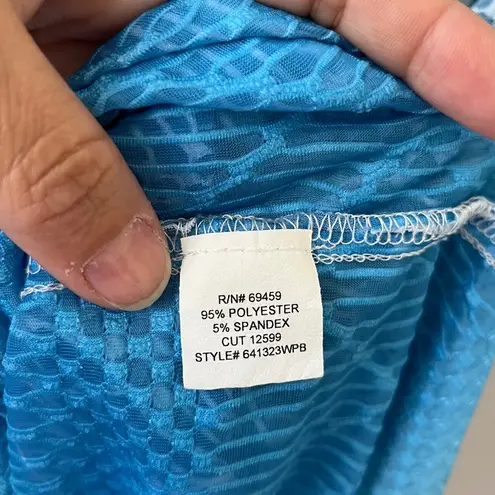 R/N# 69459
95% POLYESTER
5% SPANDEX
CUT 12599
STYLE# 641323WPB